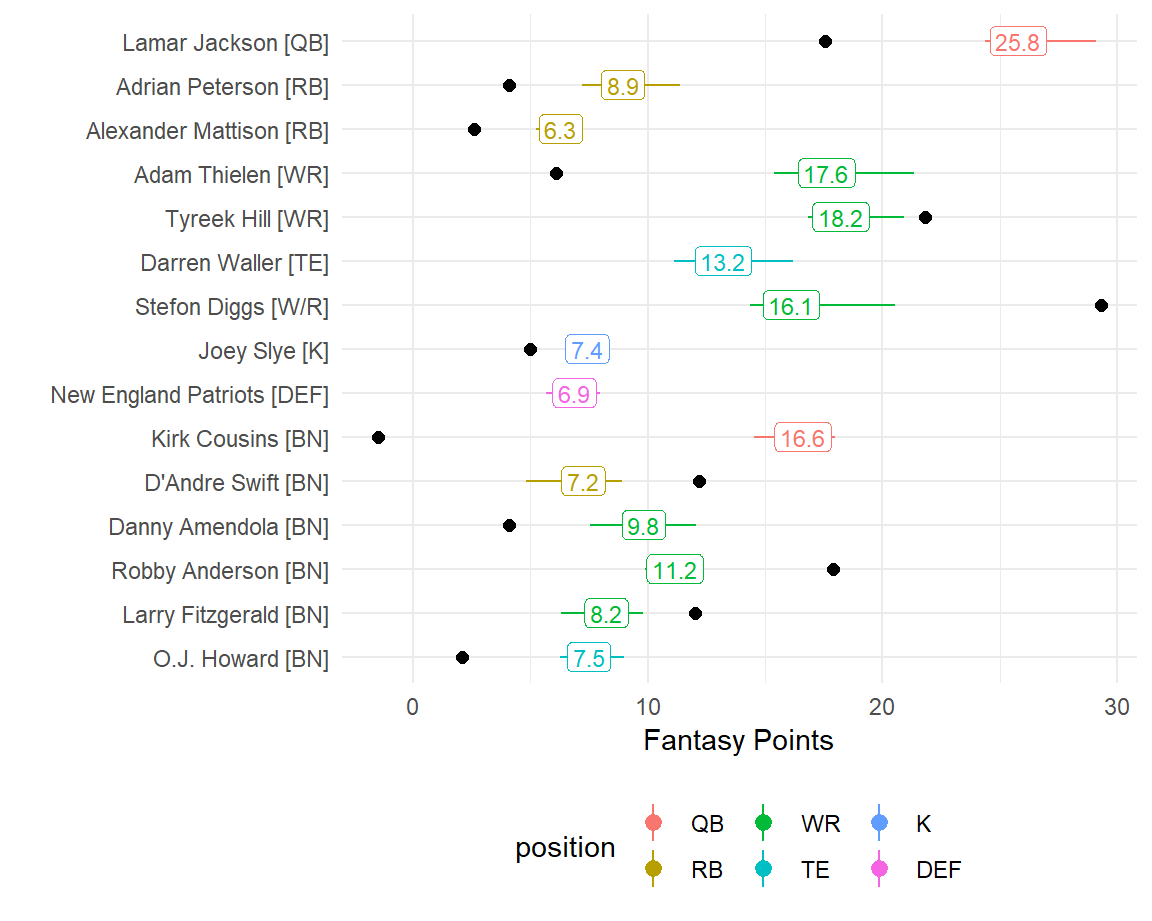 Lamar Jackson [QB] 25.8
Adrian Peterson [RB] 8.9
Alexander Mattison [RB] 6.3
Adam Thielen [WR] 17.6
Tyreek Hill [WR] 18.2
Darren Waller [TE] 13.2
Stefon Diggs [W/R] 16.1
Joey Slye [K] 7.4
New England Patriots [DEF] 6.9
Kirk Cousins [BN] 16.6
D'Andre Swift [BN] 7.2
Danny Amendola [BN] 9.8
Robby Anderson [BN] 11.2
Larry Fitzgerald [BN] 8.2
O.J. Howard [BN] 7.5
0 10 20 30
Fantasy Points
position
QB WR K
RB TE DEF